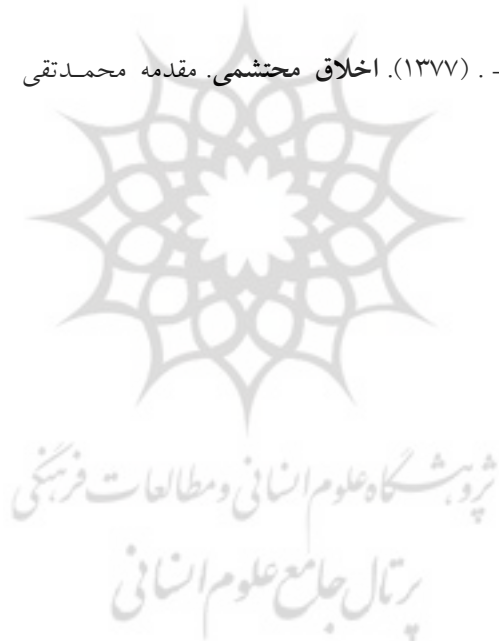 - . (۱۳۷۷). اخلاق محتشمی. مقدمه محمـدتقی
پژوهشگاه علوم انسانی و مطالعات فرهنگی
پرتال جامع علوم انسانی